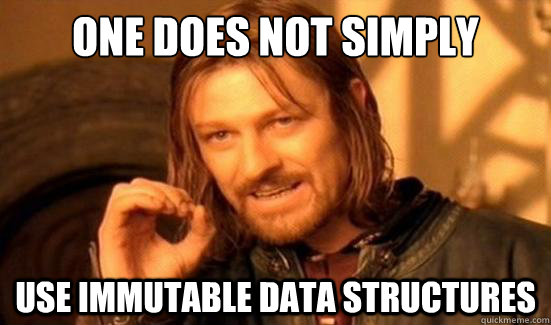 ONE DOES NOT SIMPLY
USE IMMUTABLE DATA STRUCTURES
quickmeme.com